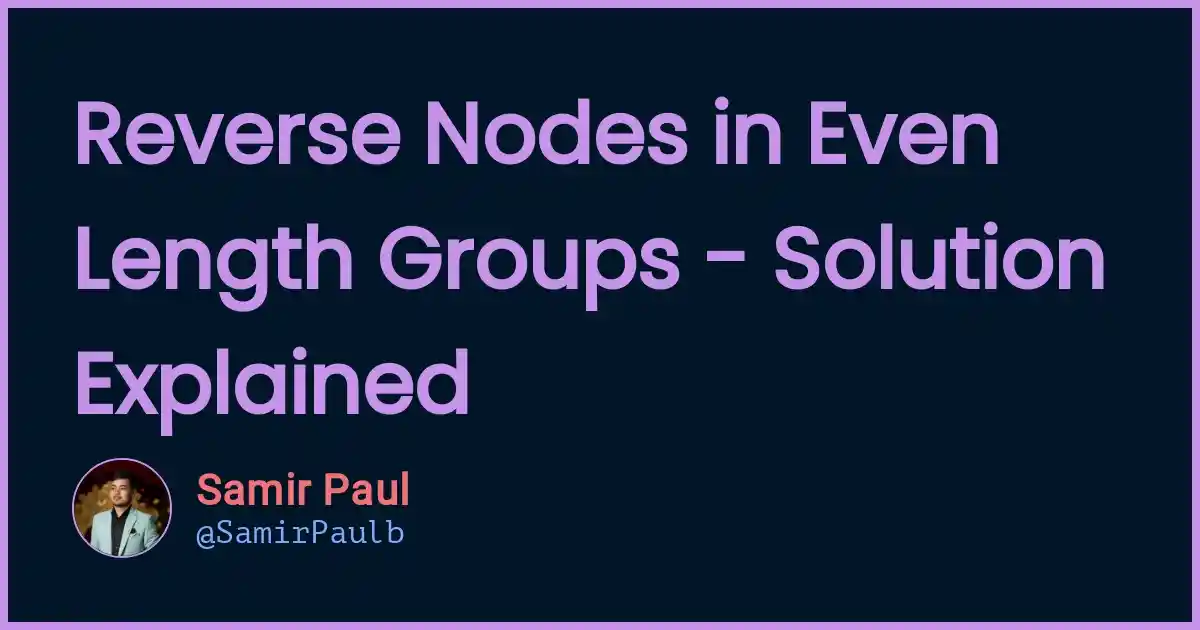 Reverse Nodes in Even
Length Groups - Solution
Explained
Samir Paul
@SamirPaulb